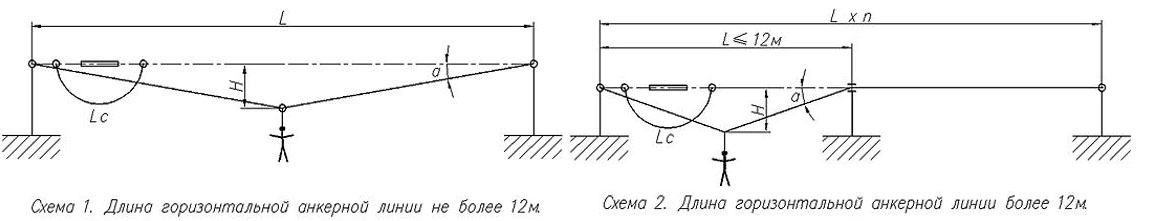 L
H
a
Lc
Схема 1. Длина горизонтальной анкерной линии не более 12м.
L x n
L ⩽ 12м
H
a
Lc
Схема 2. Длина горизонтальной анкерной линии более 12м.